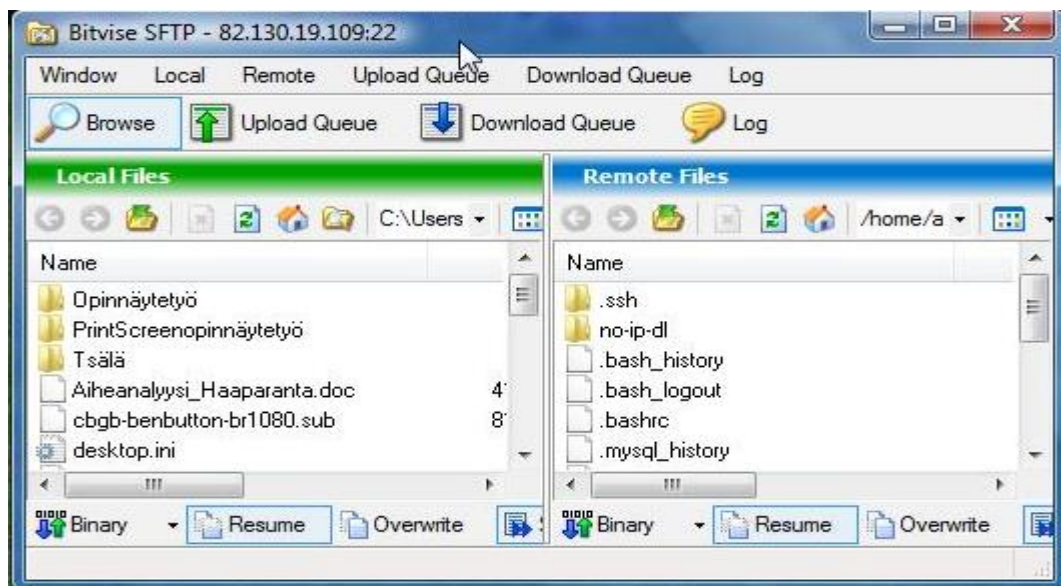 Bitvise SFTP - 82.130.19.109:22
Window Local Remote Upload Queue Download Queue Log
Browse Upload Queue Download Queue Log
Local Files
C:\Users
Name
Opinnäytetyö
PrintScreenopinnäytetyö
Tsälä
Aiheanalyysi_Haaparanta.doc
cbgb-benbutton-br1080.sub
desktop.ini
Binary Resume Overwrite
Remote Files
/home/a
Name
.ssh
no-ip-dl
.bash_history
.bash_logout
.bashrc
.mysql_history
Binary Resume Overwrite